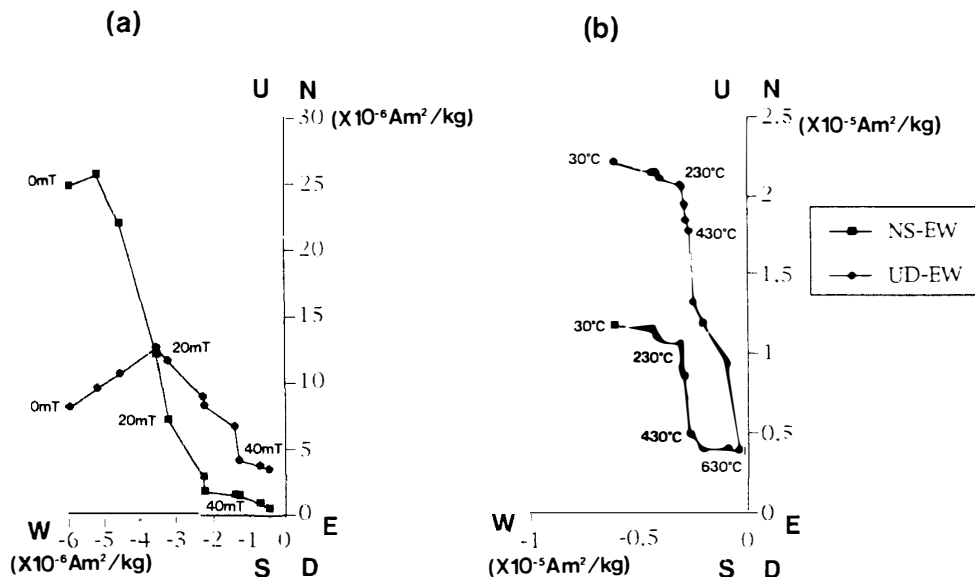 (a)
U N
(X10⁻⁶Am²/kg)
30
25
20
15
10
5
0
0mT
20mT
0mT
20mT
40mT
40mT
W
E
-6 -5 -4 -3 -2 -1 0
(X10⁻⁶Am²/kg)
S D
(b)
U N
(X10⁻⁵Am²/kg)
2.5
2
1.5
1
0.5
0
30°C
230°C
430°C
30°C
230°C
430°C
630°C
W
E
-1 -0.5 0
(X10⁻⁵Am²/kg)
S D
NS-EW
UD-EW